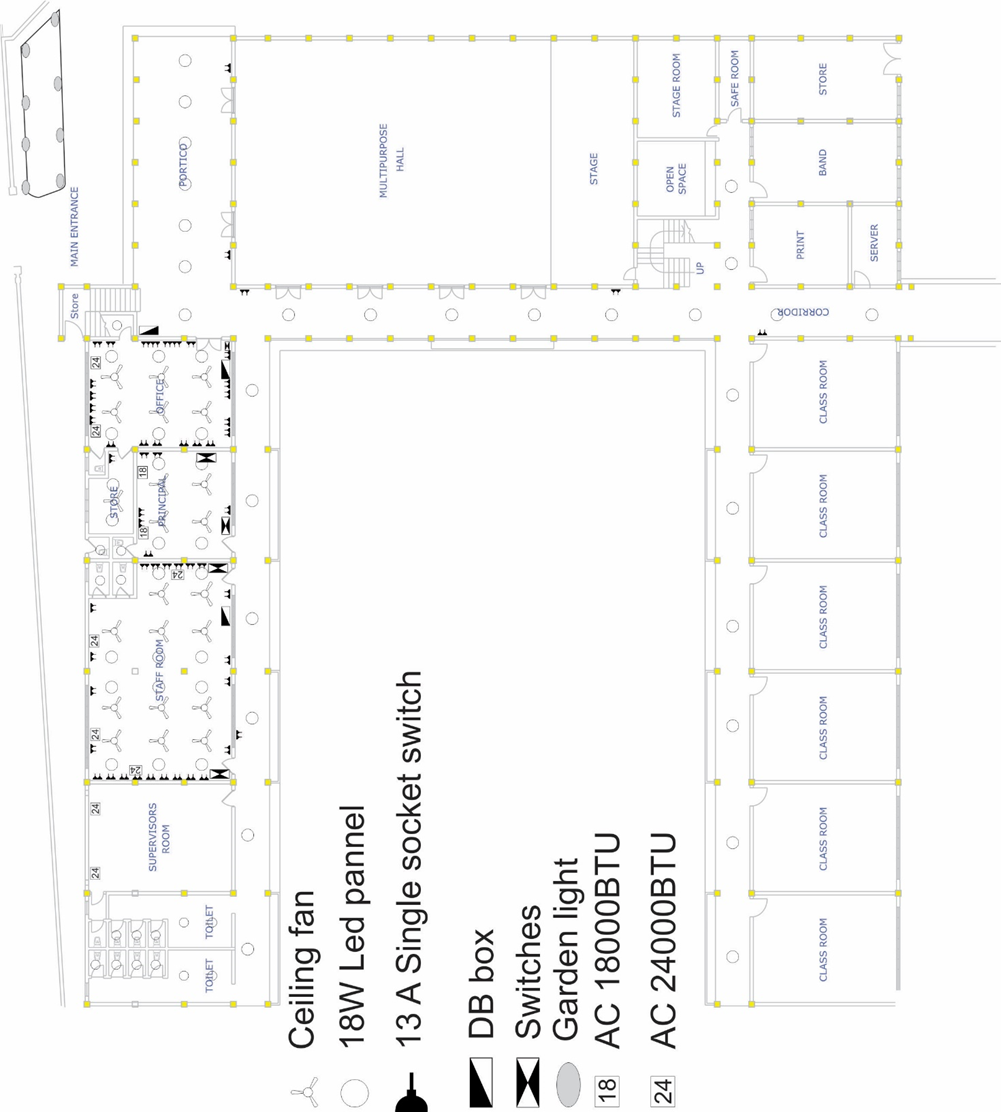 MAIN ENTRANCE
Store
PORTICO
MULTIPURPOSE
HALL
STAGE
STAGE ROOM
SAFE ROOM
STORE
OPEN
SPACE
BAND
UP
PRINT
SERVER
CORRIDOR
OFFICE
24
24
STORE
PRINCIPAL
18
18
STAFF ROOM
24
24
24
24
SUPERVISORS
ROOM
24
24
TOILET
TOILET
CLASS ROOM
CLASS ROOM
CLASS ROOM
CLASS ROOM
CLASS ROOM
CLASS ROOM
Ceiling fan
18W Led pannel
13 A Single socket switch
DB box
Switches
Garden light
18 AC 18000BTU
24 AC 24000BTU